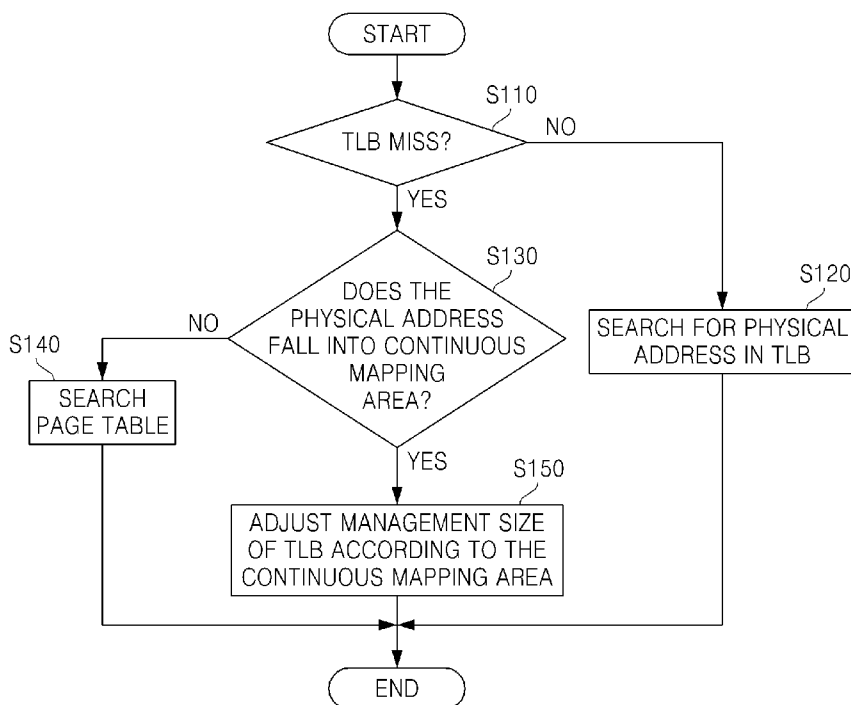 START
S110
TLB MISS?
NO
YES
S130
DOES THE
PHYSICAL ADDRESS
FALL INTO CONTINUOUS
MAPPING
AREA?
NO
S120
SEARCH FOR PHYSICAL
ADDRESS IN TLB
S140
SEARCH
PAGE TABLE
YES
S150
ADJUST MANAGEMENT SIZE
OF TLB ACCORDING TO THE
CONTINUOUS MAPPING AREA
END